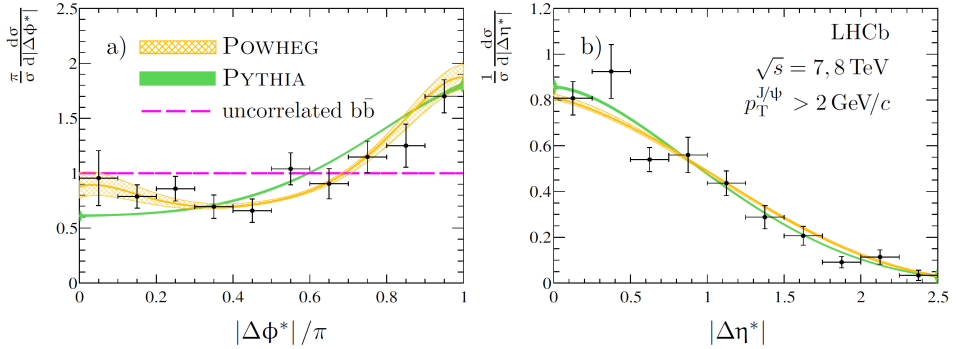 π/σ dσ/d|Δϕ*|
2.5
2
1.5
1
0.5
0
0 0.2 0.4 0.6 0.8 1
|Δϕ*|/π
a)
POWHEG
PYTHIA
uncorrelated bb̄
1/σ dσ/d|Δη*|
1.2
1
0.8
0.6
0.4
0.2
0
0 0.5 1 1.5 2 2.5
|Δη*|
b)
LHCb
√s = 7, 8 TeV
p_T^{J/ψ} > 2 GeV/c